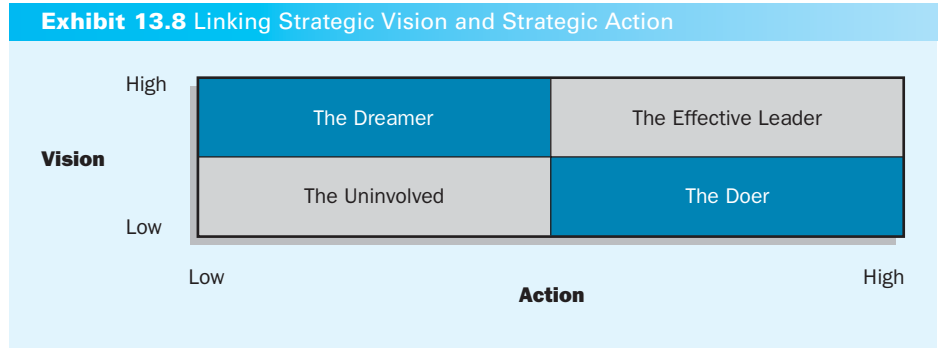 Exhibit 13.8 Linking Strategic Vision and Strategic Action
High
The Dreamer
The Effective Leader
Vision
The Uninvolved
The Doer
Low
Low
High
Action